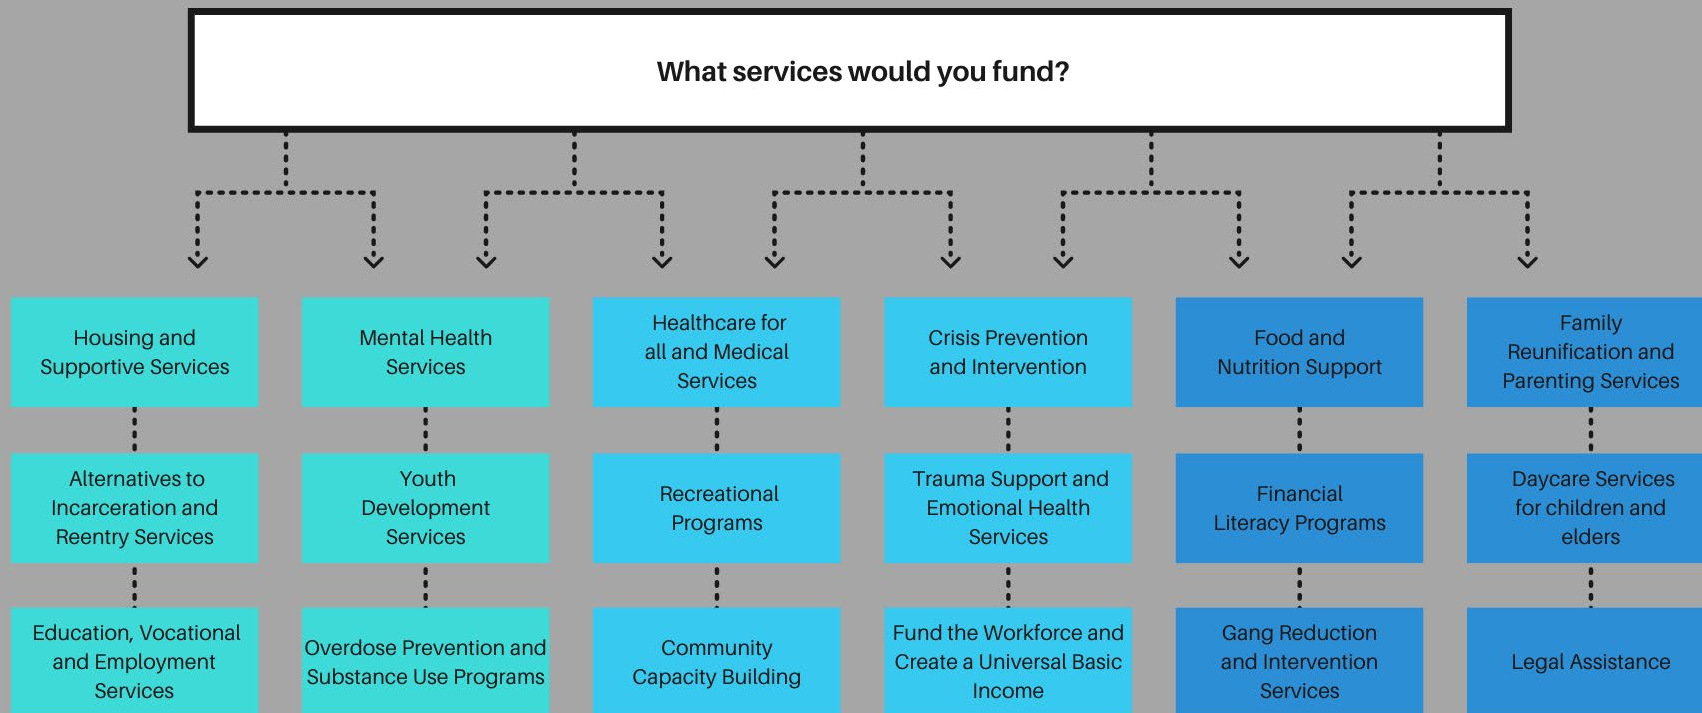 What services would you fund?
Housing and
Supportive Services
Mental Health
Services
Healthcare for
all and Medical
Services
Crisis Prevention
and Intervention
Food and
Nutrition Support
Family
Reunification and
Parenting Services
Alternatives to
Incarceration and
Reentry Services
Youth
Development
Services
Recreational
Programs
Trauma Support and
Emotional Health
Services
Financial
Literacy Programs
Daycare Services
for children and
elders
Education, Vocational
and Employment
Services
Overdose Prevention and
Substance Use Programs
Community
Capacity Building
Fund the Workforce and
Create a Universal Basic
Income
Gang Reduction
and Intervention
Services
Legal Assistance